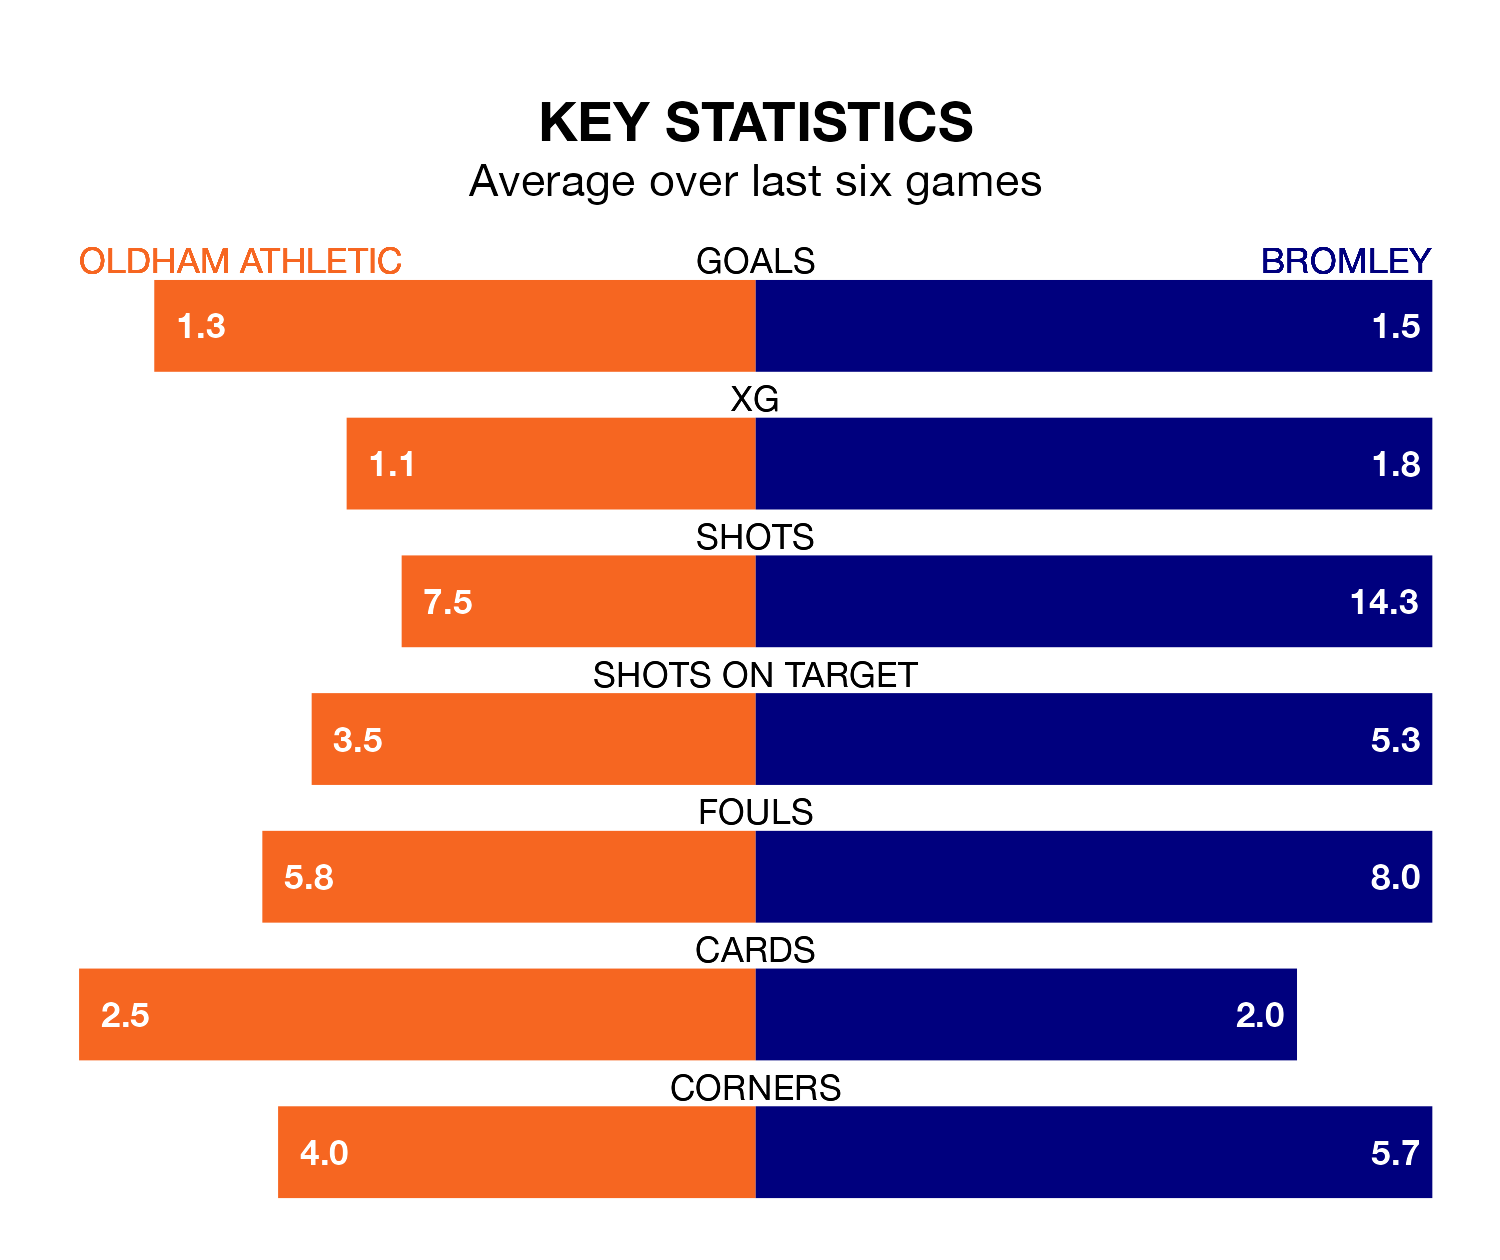 KEY STATISTICS
Average over last six games
OLDHAM ATHLETIC GOALS BROMLEY
1.3 1.5
XG
1.1 1.8
SHOTS
7.5 14.3
SHOTS ON TARGET
3.5 5.3
FOULS
5.8 8.0
CARDS
2.5 2.0
CORNERS
4.0 5.7